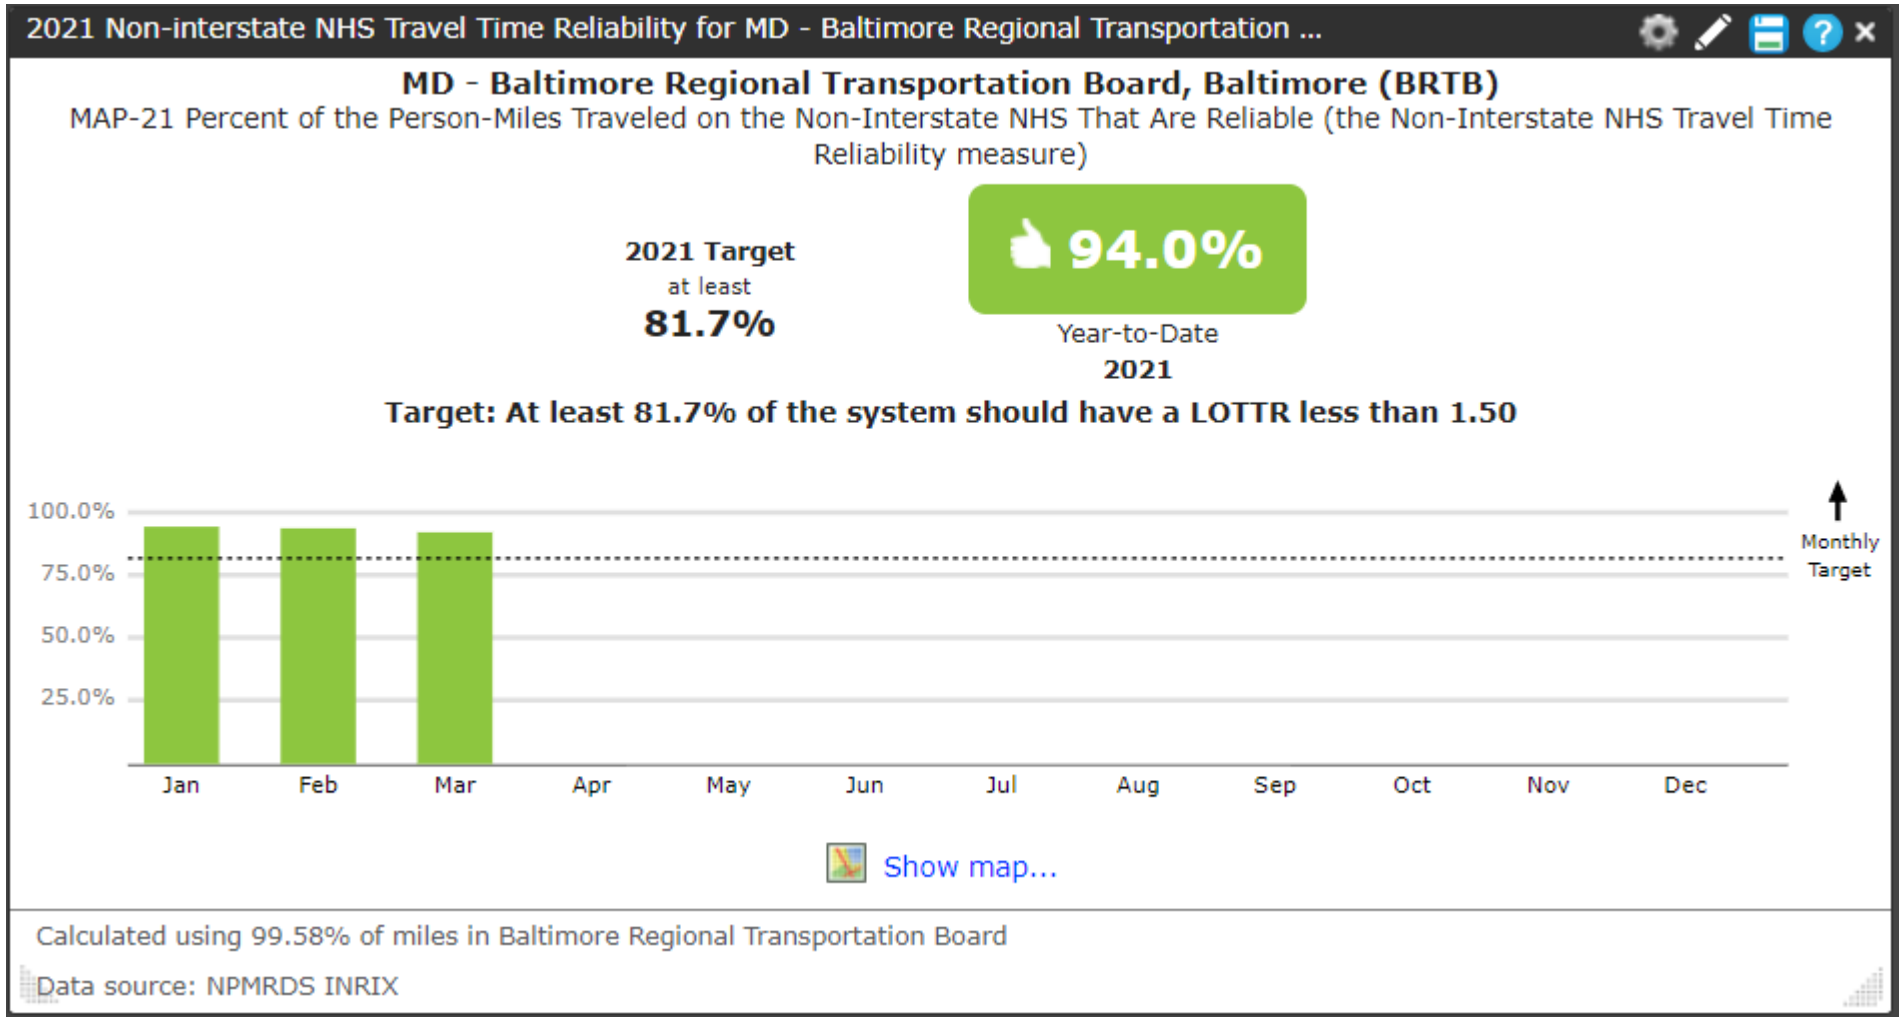 2021 Non-interstate NHS Travel Time Reliability for MD - Baltimore Regional Transportation ...
?
MD - Baltimore Regional Transportation Board, Baltimore (BRTB)
MAP-21 Percent of the Person-Miles Traveled on the Non-Interstate NHS That Are Reliable (the Non-Interstate NHS Travel Time
Reliability measure)
2021 Target
at least
81.7%
94.0%
Year-to-Date
2021
Target: At least 81.7% of the system should have a LOTTR less than 1.50
100.0%
75.0%
50.0%
25.0%
Monthly
Target
Jan Feb Mar Apr May Jun Jul Aug Sep Oct Nov Dec
Show map...
Calculated using 99.58% of miles in Baltimore Regional Transportation Board
Data source: NPMRDS INRIX